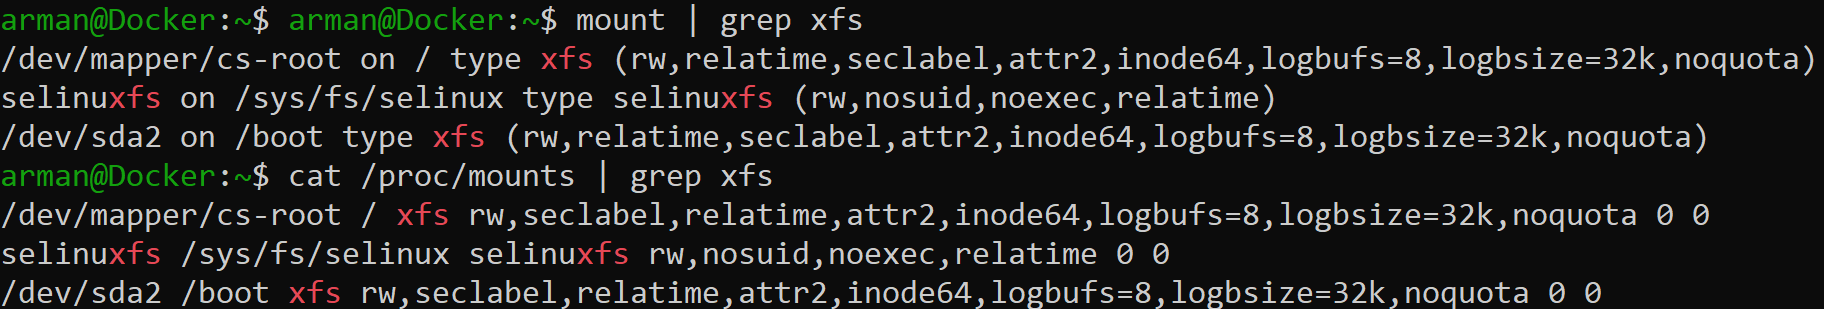 arman@Docker:~$ arman@Docker:~$ mount | grep xfs
/dev/mapper/cs-root on / type xfs (rw,relatime,seclabel,attr2,inode64,logbufs=8,logbsize=32k,noquota)
selinuxfs on /sys/fs/selinux type selinuxfs (rw,nosuid,noexec,relatime)
/dev/sda2 on /boot type xfs (rw,relatime,seclabel,attr2,inode64,logbufs=8,logbsize=32k,noquota)
arman@Docker:~$ cat /proc/mounts | grep xfs
/dev/mapper/cs-root / xfs rw,seclabel,relatime,attr2,inode64,logbufs=8,logbsize=32k,noquota 0 0
selinuxfs /sys/fs/selinux selinuxfs rw,nosuid,noexec,relatime 0 0
/dev/sda2 /boot xfs rw,seclabel,relatime,attr2,inode64,logbufs=8,logbsize=32k,noquota 0 0